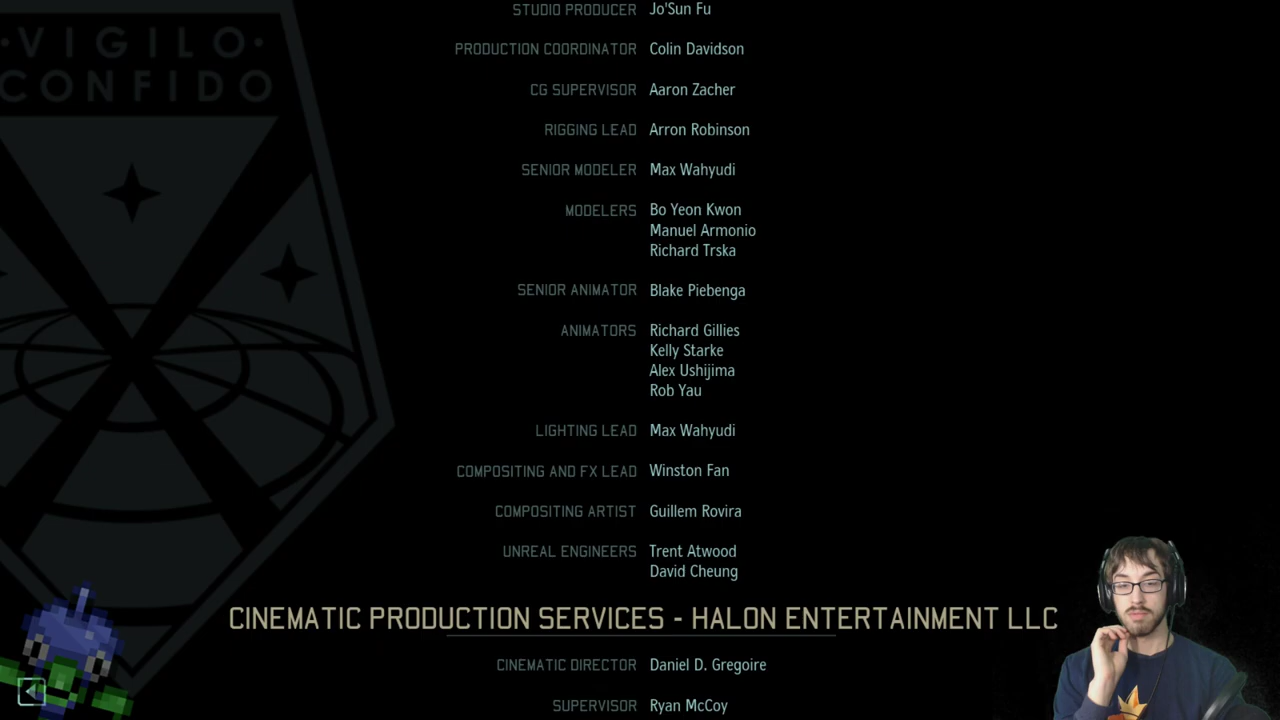 ·VIGILO·
CONFIDO
STUDIO PRODUCER Jo'Sun Fu
PRODUCTION COORDINATOR Colin Davidson
CG SUPERVISOR Aaron Zacher
RIGGING LEAD Arron Robinson
SENIOR MODELER Max Wahyudi
MODELERS Bo Yeon Kwon
Manuel Armonio
Richard Trska
SENIOR ANIMATOR Blake Piebenga
ANIMATORS Richard Gillies
Kelly Starke
Alex Ushijima
Rob Yau
LIGHTING LEAD Max Wahyudi
COMPOSITING AND FX LEAD Winston Fan
COMPOSITING ARTIST Guillem Rovira
UNREAL ENGINEERS Trent Atwood
David Cheung
CINEMATIC PRODUCTION SERVICES - HALON ENTERTAINMENT LLC
CINEMATIC DIRECTOR Daniel D. Gregoire
SUPERVISOR Ryan McCoy